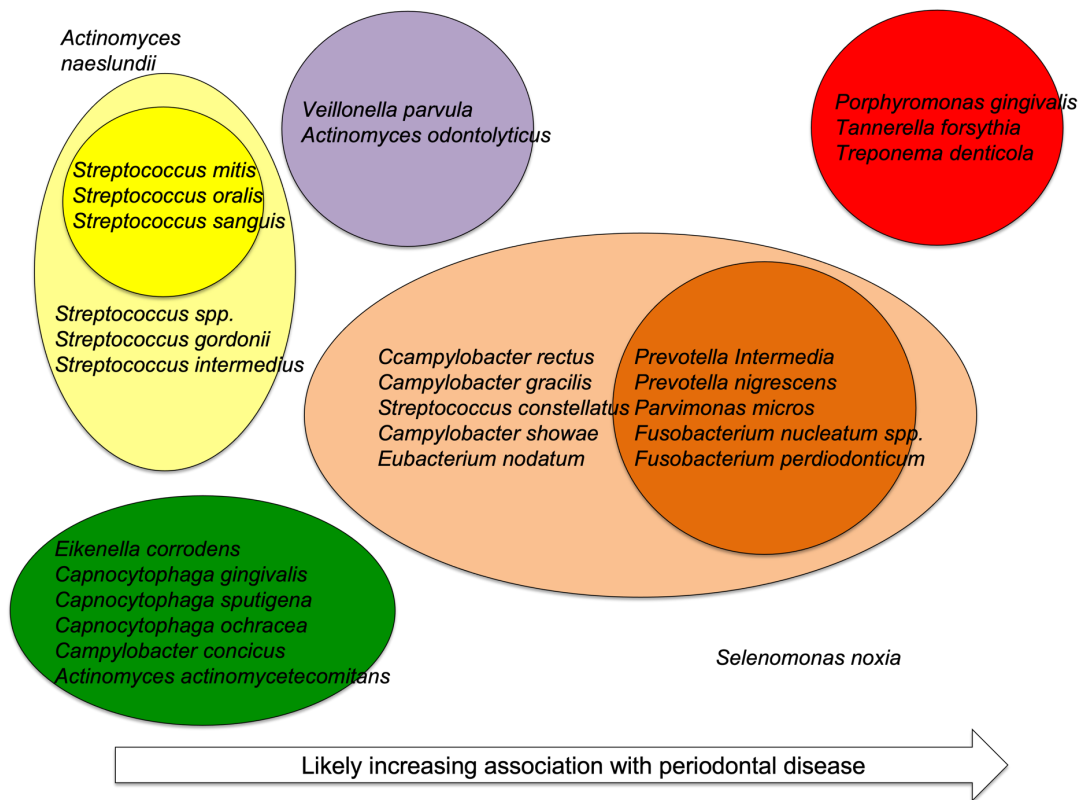 Actinomyces
naeslundii
Streptococcus mitis
Streptococcus oralis
Streptococcus sanguis
Streptococcus spp.
Streptococcus gordonii
Streptococcus intermedius
Veillonella parvula
Actinomyces odontolyticus
Porphyromonas gingivalis
Tannerella forsythia
Treponema denticola
Ccampylobacter rectus
Campylobacter gracilis
Streptococcus constellatus
Campylobacter showae
Eubacterium nodatum
Prevotella Intermedia
Prevotella nigrescens
Parvimonas micros
Fusobacterium nucleatum spp.
Fusobacterium perdiodonticum
Eikenella corrodens
Capnocytophaga gingivalis
Capnocytophaga sputigena
Capnocytophaga ochracea
Campylobacter concicus
Actinomyces actinomycetecomitans
Selenomonas noxia
Likely increasing association with periodontal disease